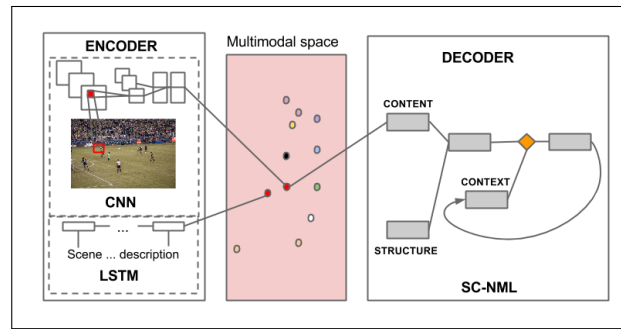 ENCODER
CNN
Scene ... description
...
LSTM
Multimodal space
DECODER
CONTENT
CONTEXT
STRUCTURE
SC-NML